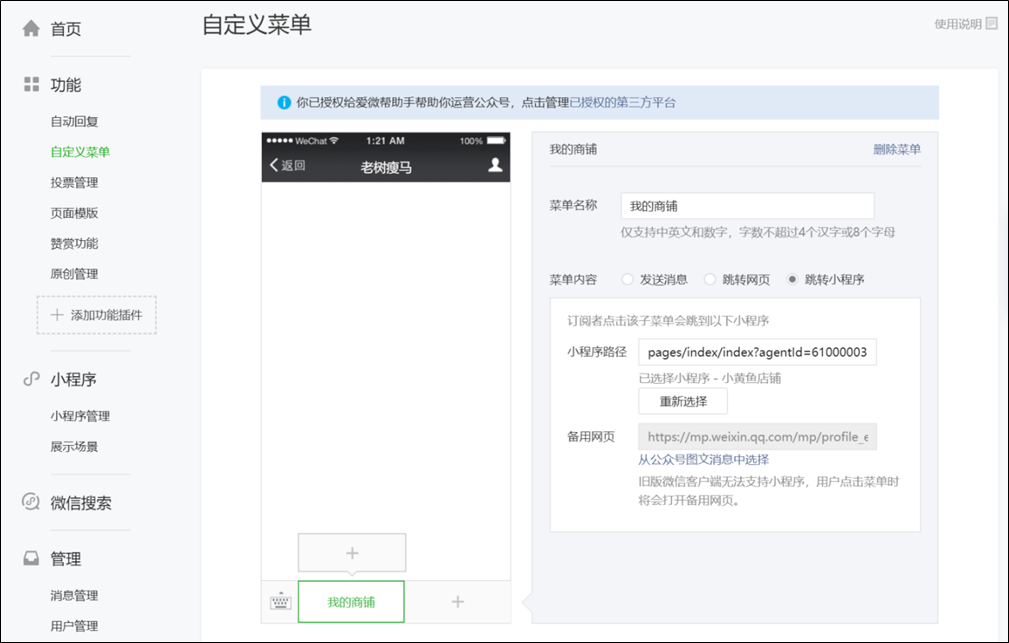 首页
功能
自动回复
自定义菜单
投票管理
页面模版
赞赏功能
原创管理
添加功能插件
小程序
小程序管理
展示场景
微信搜索
管理
消息管理
用户管理
自定义菜单
使用说明
你已授权给爱微帮助手帮助你运营公众号，点击管理已授权的第三方平台
WeChat 1:21 AM 100%
返回 老树瘦马
我的商铺
我的商铺 删除菜单
菜单名称 我的商铺
仅支持中英文和数字，字数不超过4个汉字或8个字母
菜单内容 发送消息 跳转网页 跳转小程序
订阅者点击该子菜单会跳到以下小程序
小程序路径 pages/index/index?agentId=61000003
已选择小程序 - 小黄鱼店铺
重新选择
备用网页 https://mp.weixin.qq.com/mp/profile_e
从公众号图文消息中选择
旧版微信客户端无法支持小程序，用户点击菜单时
将会打开备用网页。